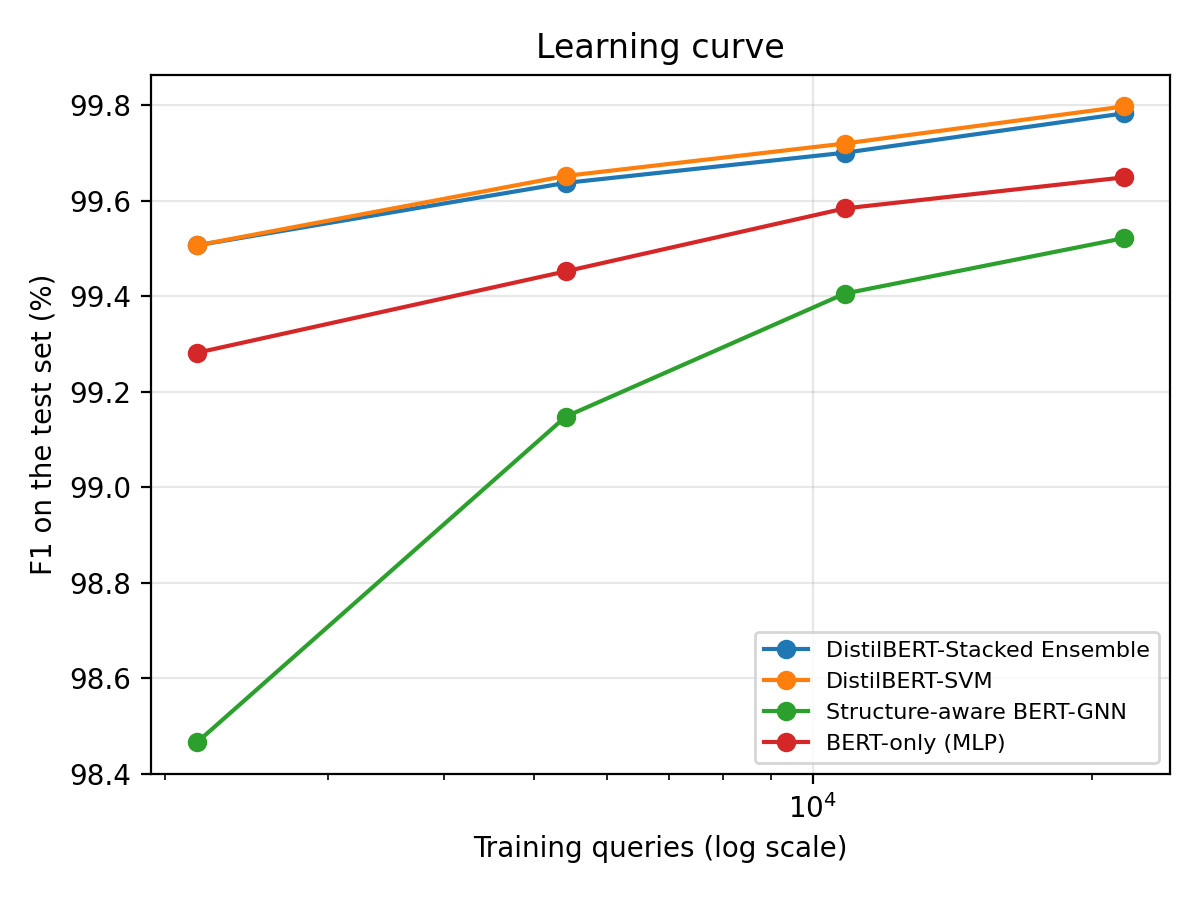 Learning curve
F1 on the test set (%)
99.8
99.6
99.4
99.2
99.0
98.8
98.6
98.4
10⁴
Training queries (log scale)
DistilBERT-Stacked Ensemble
DistilBERT-SVM
Structure-aware BERT-GNN
BERT-only (MLP)